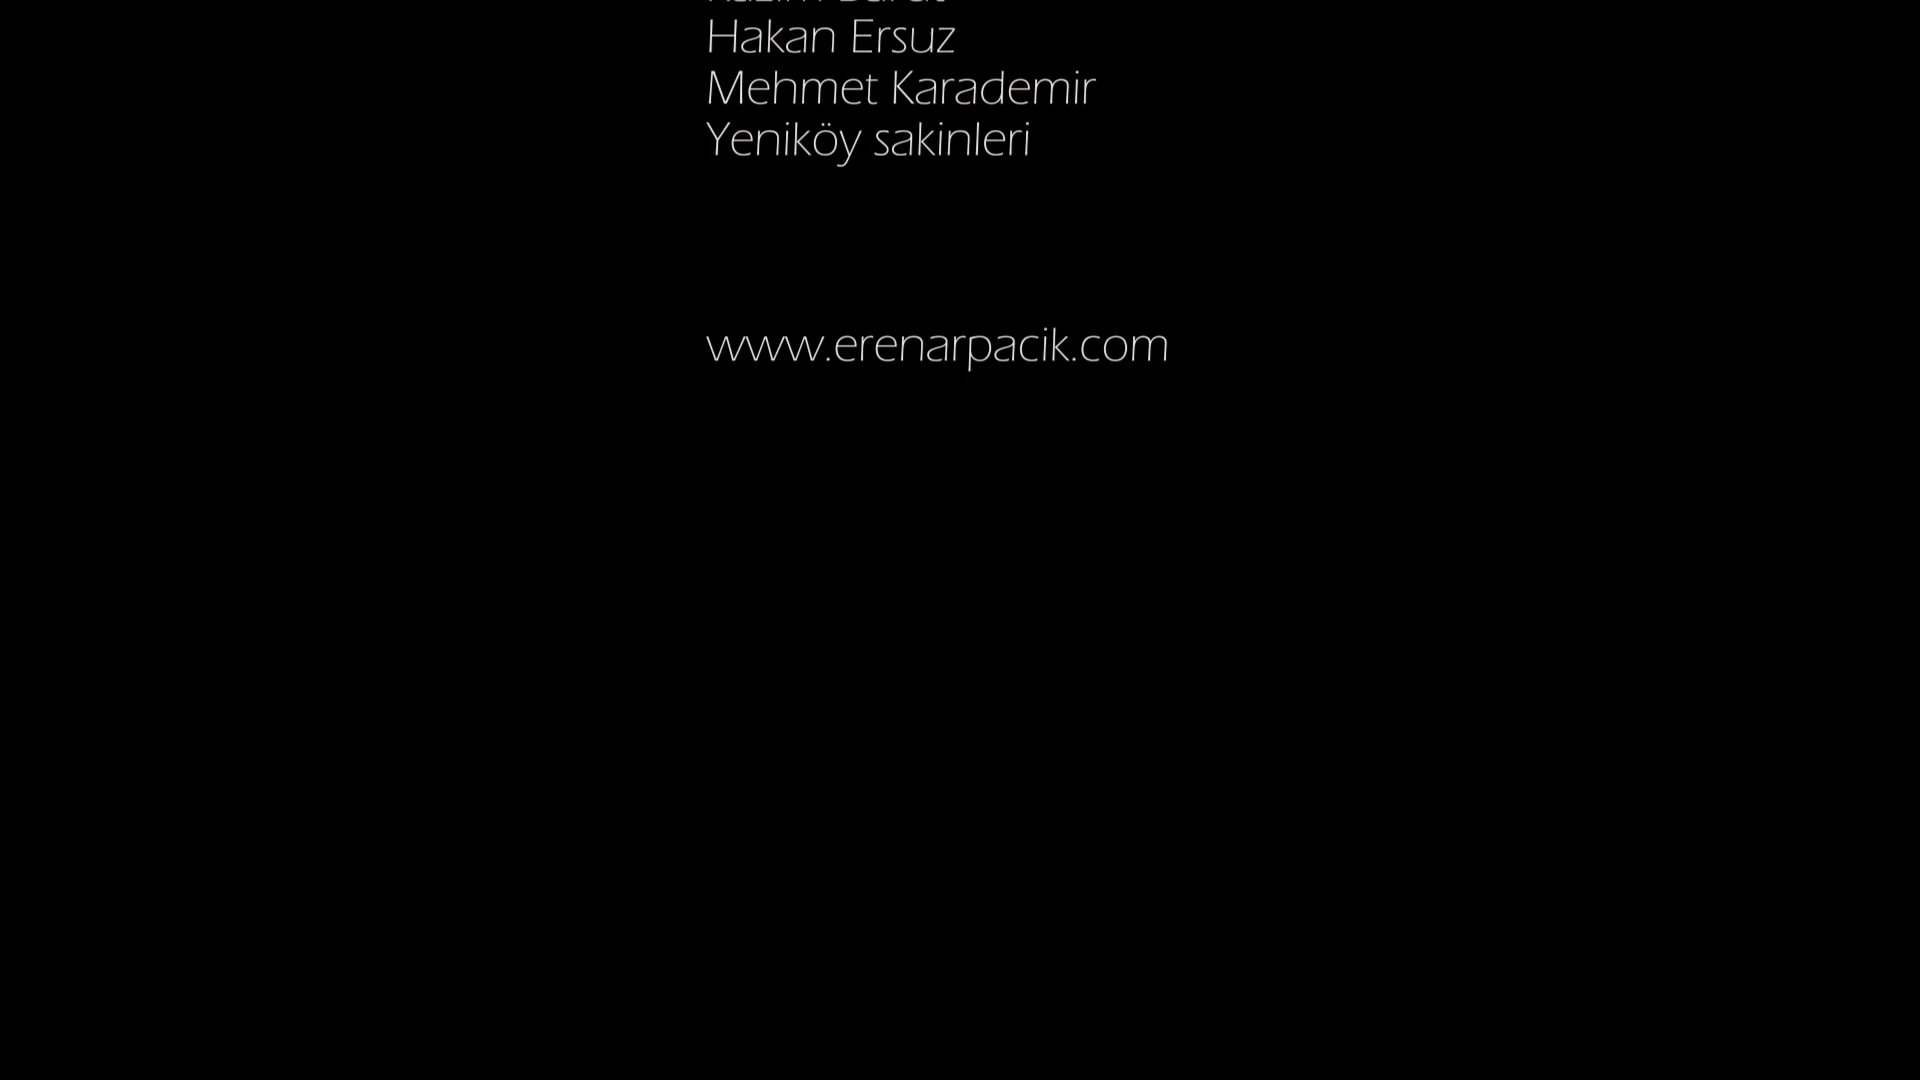 Hakan Ersuz
Mehmet Karademir
Yeniköy sakinleri
www.erenarpacik.com